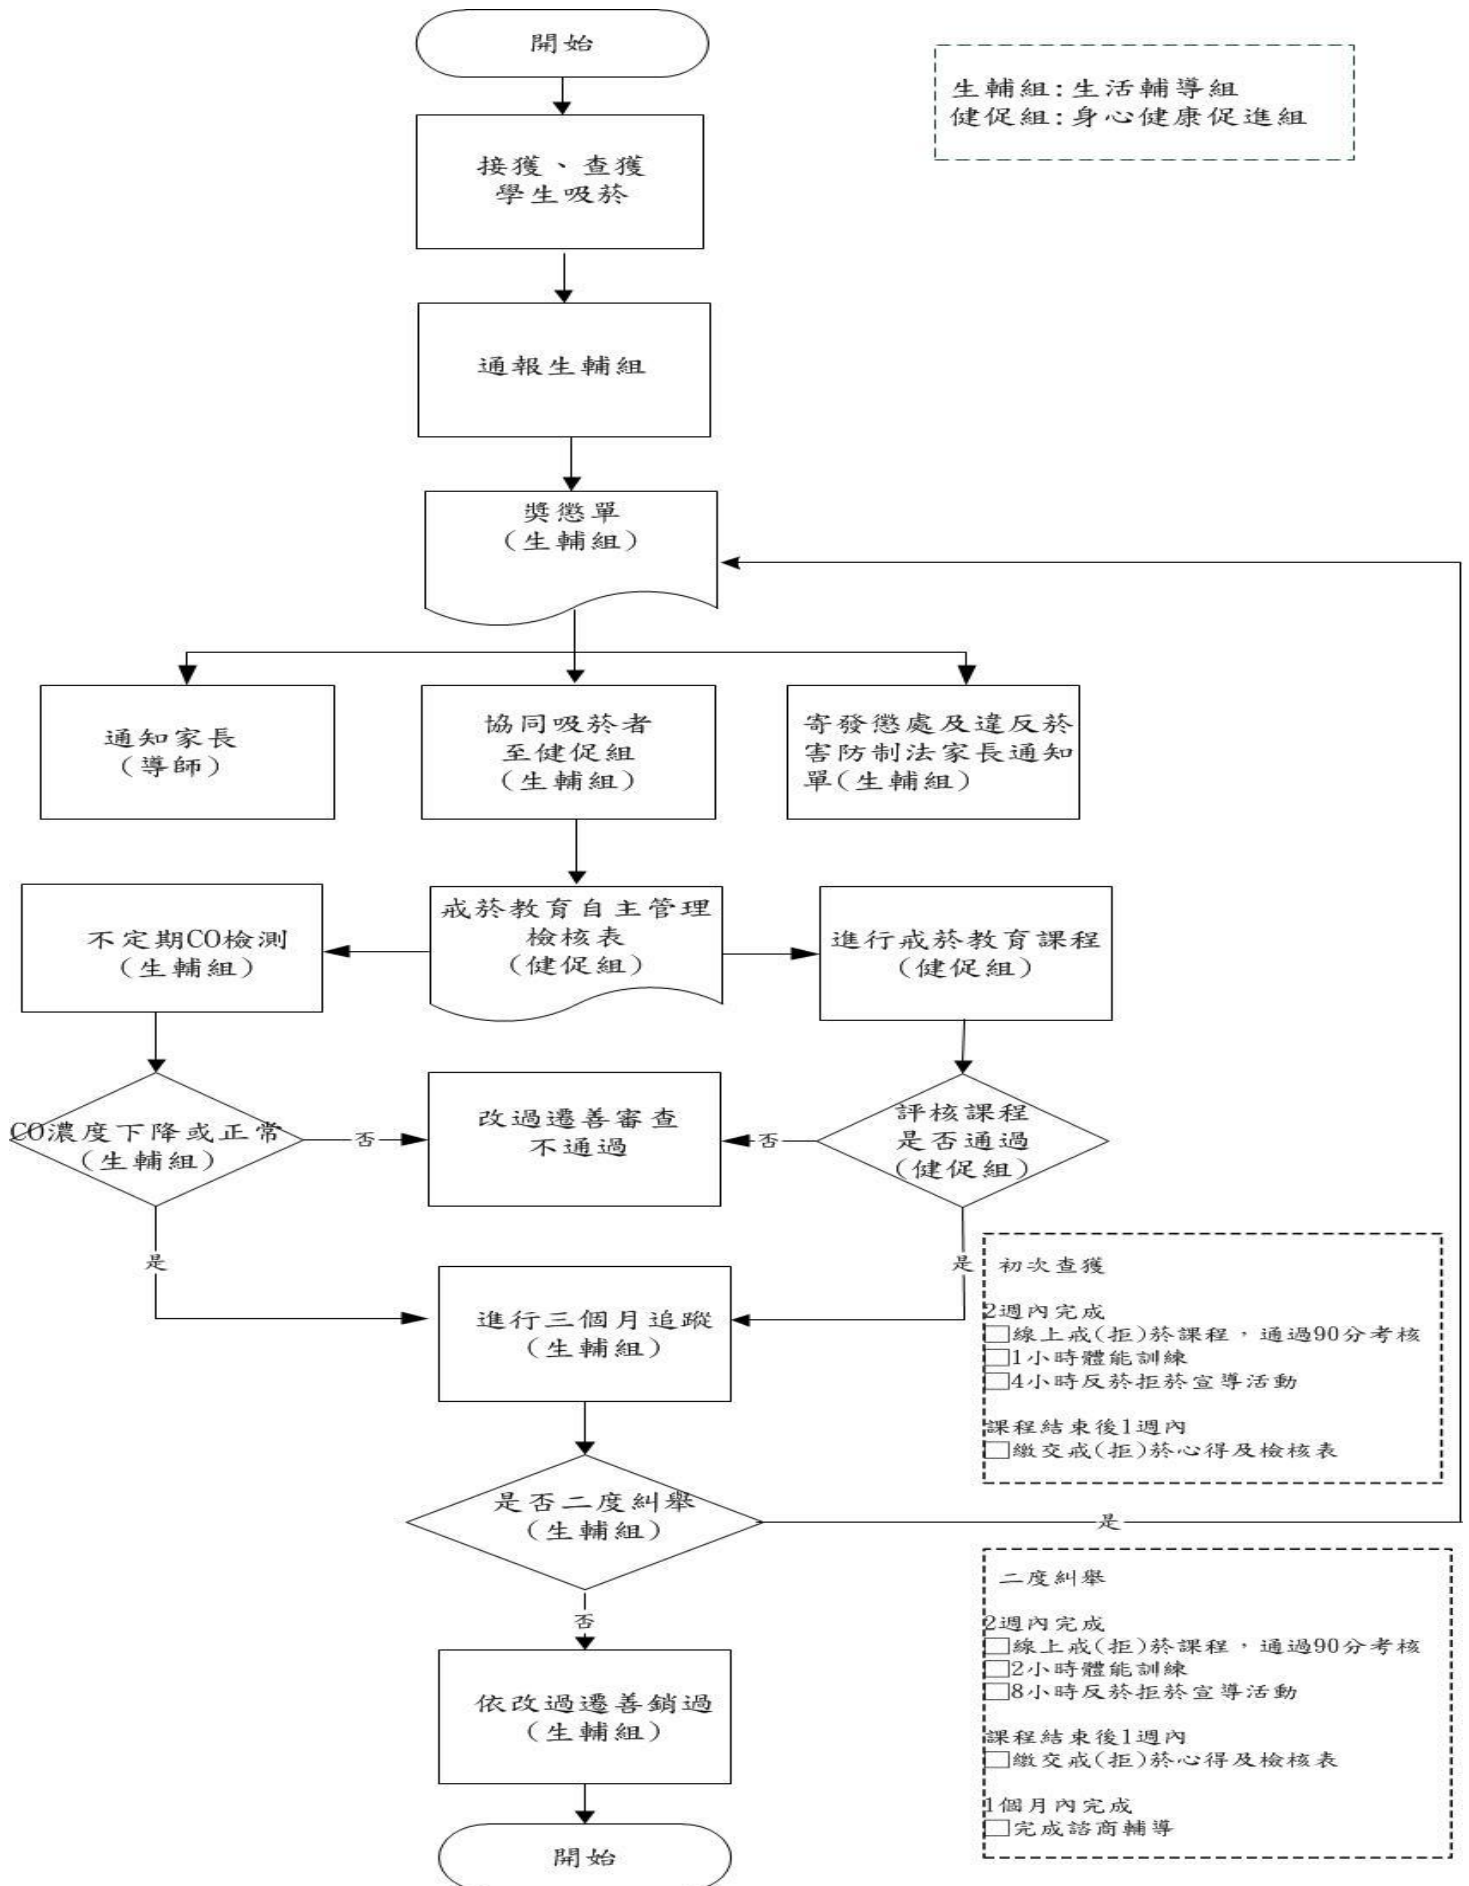 開始
生輔組:生活輔導組
健促組:身心健康促進組
接獲、查獲
學生吸菸
通報生輔組
獎懲單
(生輔組)
通知家長
(導師)
協同吸菸者
至健促組
(生輔組)
寄發懲處及違反菸
害防制法家長通知
單(生輔組)
不定期CO檢測
(生輔組)
戒菸教育自主管理
檢核表
(健促組)
進行戒菸教育課程
(健促組)
CO濃度下降或正常
(生輔組)
否
改過遷善審查
不通過
否
評核課程
是否通過
(健促組)
是
是
進行三個月追蹤
(生輔組)
初次查獲
2週內完成
□線上戒(拒)菸課程，通過90分考核
□1小時體能訓練
□4小時反菸拒菸宣導活動
課程結束後1週內
□繳交戒(拒)菸心得及檢核表
是否二度糾舉
(生輔組)
是
否
二度糾舉
2週內完成
□線上戒(拒)菸課程，通過90分考核
□2小時體能訓練
□8小時反菸拒菸宣導活動
課程結束後1週內
□繳交戒(拒)菸心得及檢核表
1個月內完成
□完成諮商輔導
依改過遷善銷過
(生輔組)
開始